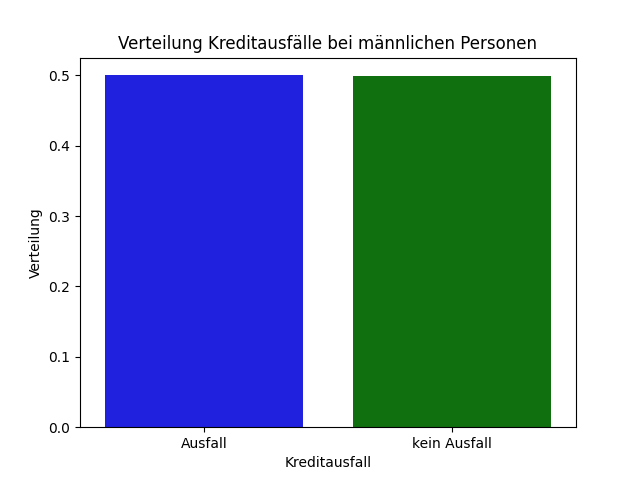 Verteilung Kreditausfälle bei männlichen Personen
0.5
0.4
0.3
0.2
0.1
0.0
Verteilung
Ausfall
kein Ausfall
Kreditausfall